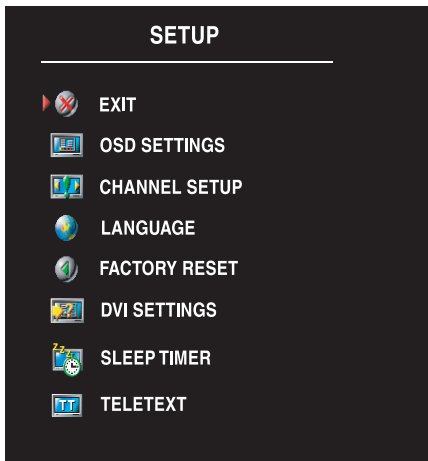 SETUP
EXIT
OSD SETTINGS
CHANNEL SETUP
LANGUAGE
FACTORY RESET
DVI SETTINGS
SLEEP TIMER
TELETEXT